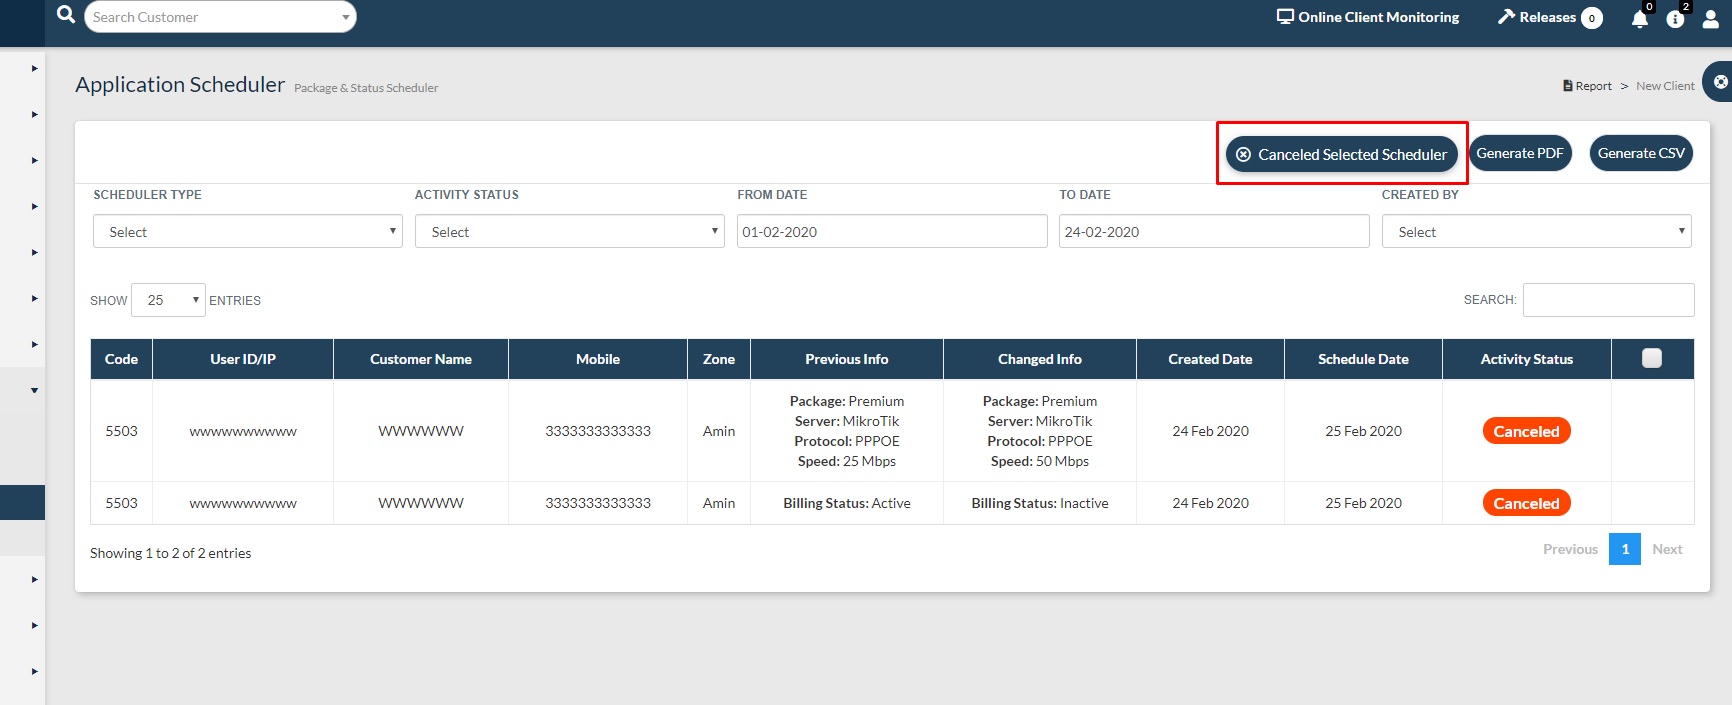 Search Customer
Online Client Monitoring
Releases 0
0
2
Application Scheduler Package & Status Scheduler
Report > New Client
Canceled Selected Scheduler
Generate PDF
Generate CSV
SCHEDULER TYPE ACTIVITY STATUS FROM DATE TO DATE CREATED BY
Select Select 01-02-2020 24-02-2020 Select
SHOW 25 ENTRIES
SEARCH:
Code User ID/IP Customer Name Mobile Zone Previous Info Changed Info Created Date Schedule Date Activity Status
5503 wwwwwwwwww WWWWWW 3333333333333 Amin
Package: Premium
Server: MikroTik
Protocol: PPPOE
Speed: 25 Mbps
Package: Premium
Server: MikroTik
Protocol: PPPOE
Speed: 50 Mbps
24 Feb 2020 25 Feb 2020 Canceled
5503 wwwwwwwwww WWWWWW 3333333333333 Amin Billing Status: Active Billing Status: Inactive 24 Feb 2020 25 Feb 2020 Canceled
Showing 1 to 2 of 2 entries
Previous 1 Next